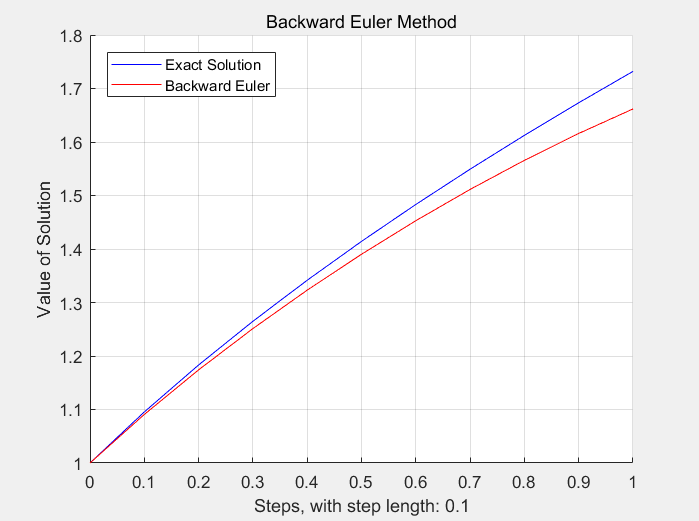 Backward Euler Method
Exact Solution
Backward Euler
Value of Solution
1.8
1.7
1.6
1.5
1.4
1.3
1.2
1.1
1
0 0.1 0.2 0.3 0.4 0.5 0.6 0.7 0.8 0.9 1
Steps, with step length: 0.1